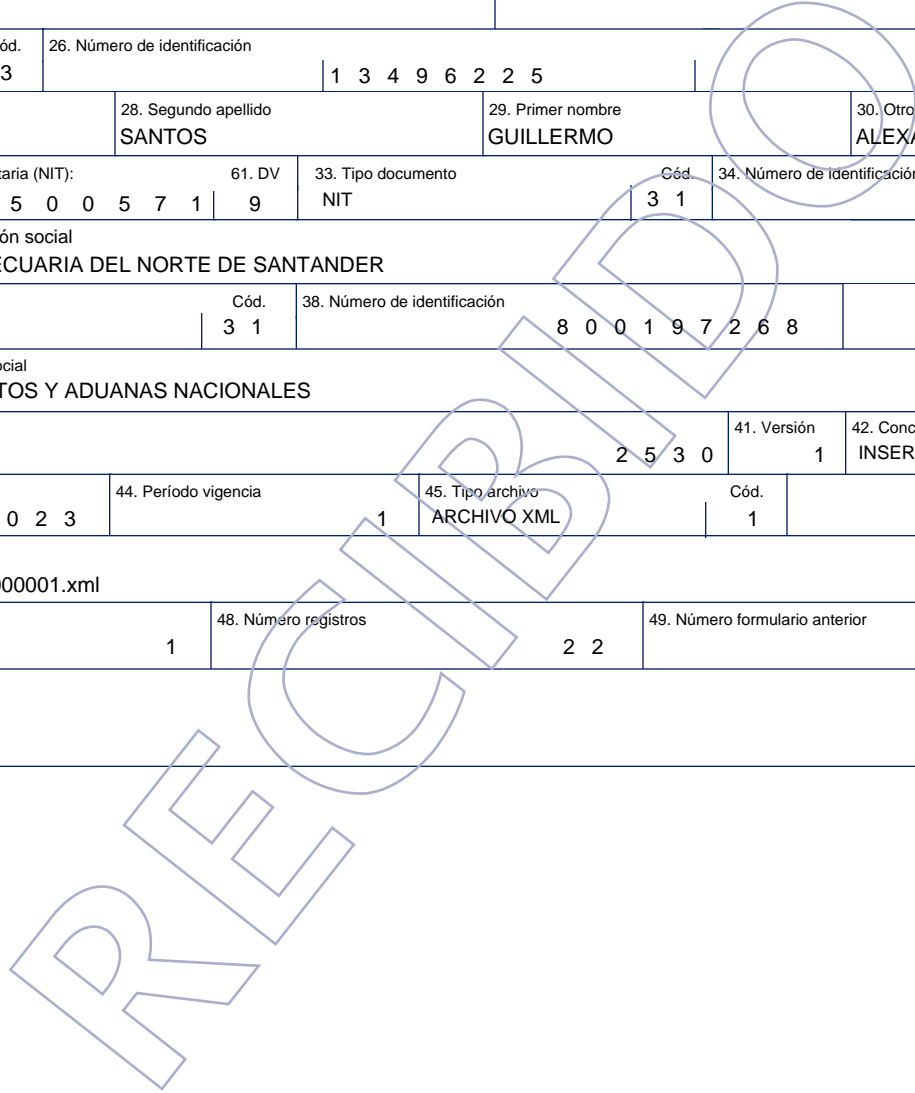 Cód. 26. Número de identificación
3 1 3 4 9 6 2 2 5
28. Segundo apellido 29. Primer nombre 30. Otro
SANTOS GUILLERMO ALEXA
taria (NIT): 61. DV 33. Tipo documento Cód. 34. Número de identificación
5 0 0 5 7 1 9 NIT 3 1
ón social
ECUARIA DEL NORTE DE SANTANDER
Cód. 38. Número de identificación
3 1 8 0 0 1 9 7 2 6 8
ocial
TOS Y ADUANAS NACIONALES
41. Versión 42. Conc
2 5 3 0 1 INSER
44. Período vigencia 45. Tipo archivo Cód.
0 2 3 1 ARCHIVO XML 1
000001.xml
48. Número registros 49. Número formulario anterior
1 2 2
RECIBIDO